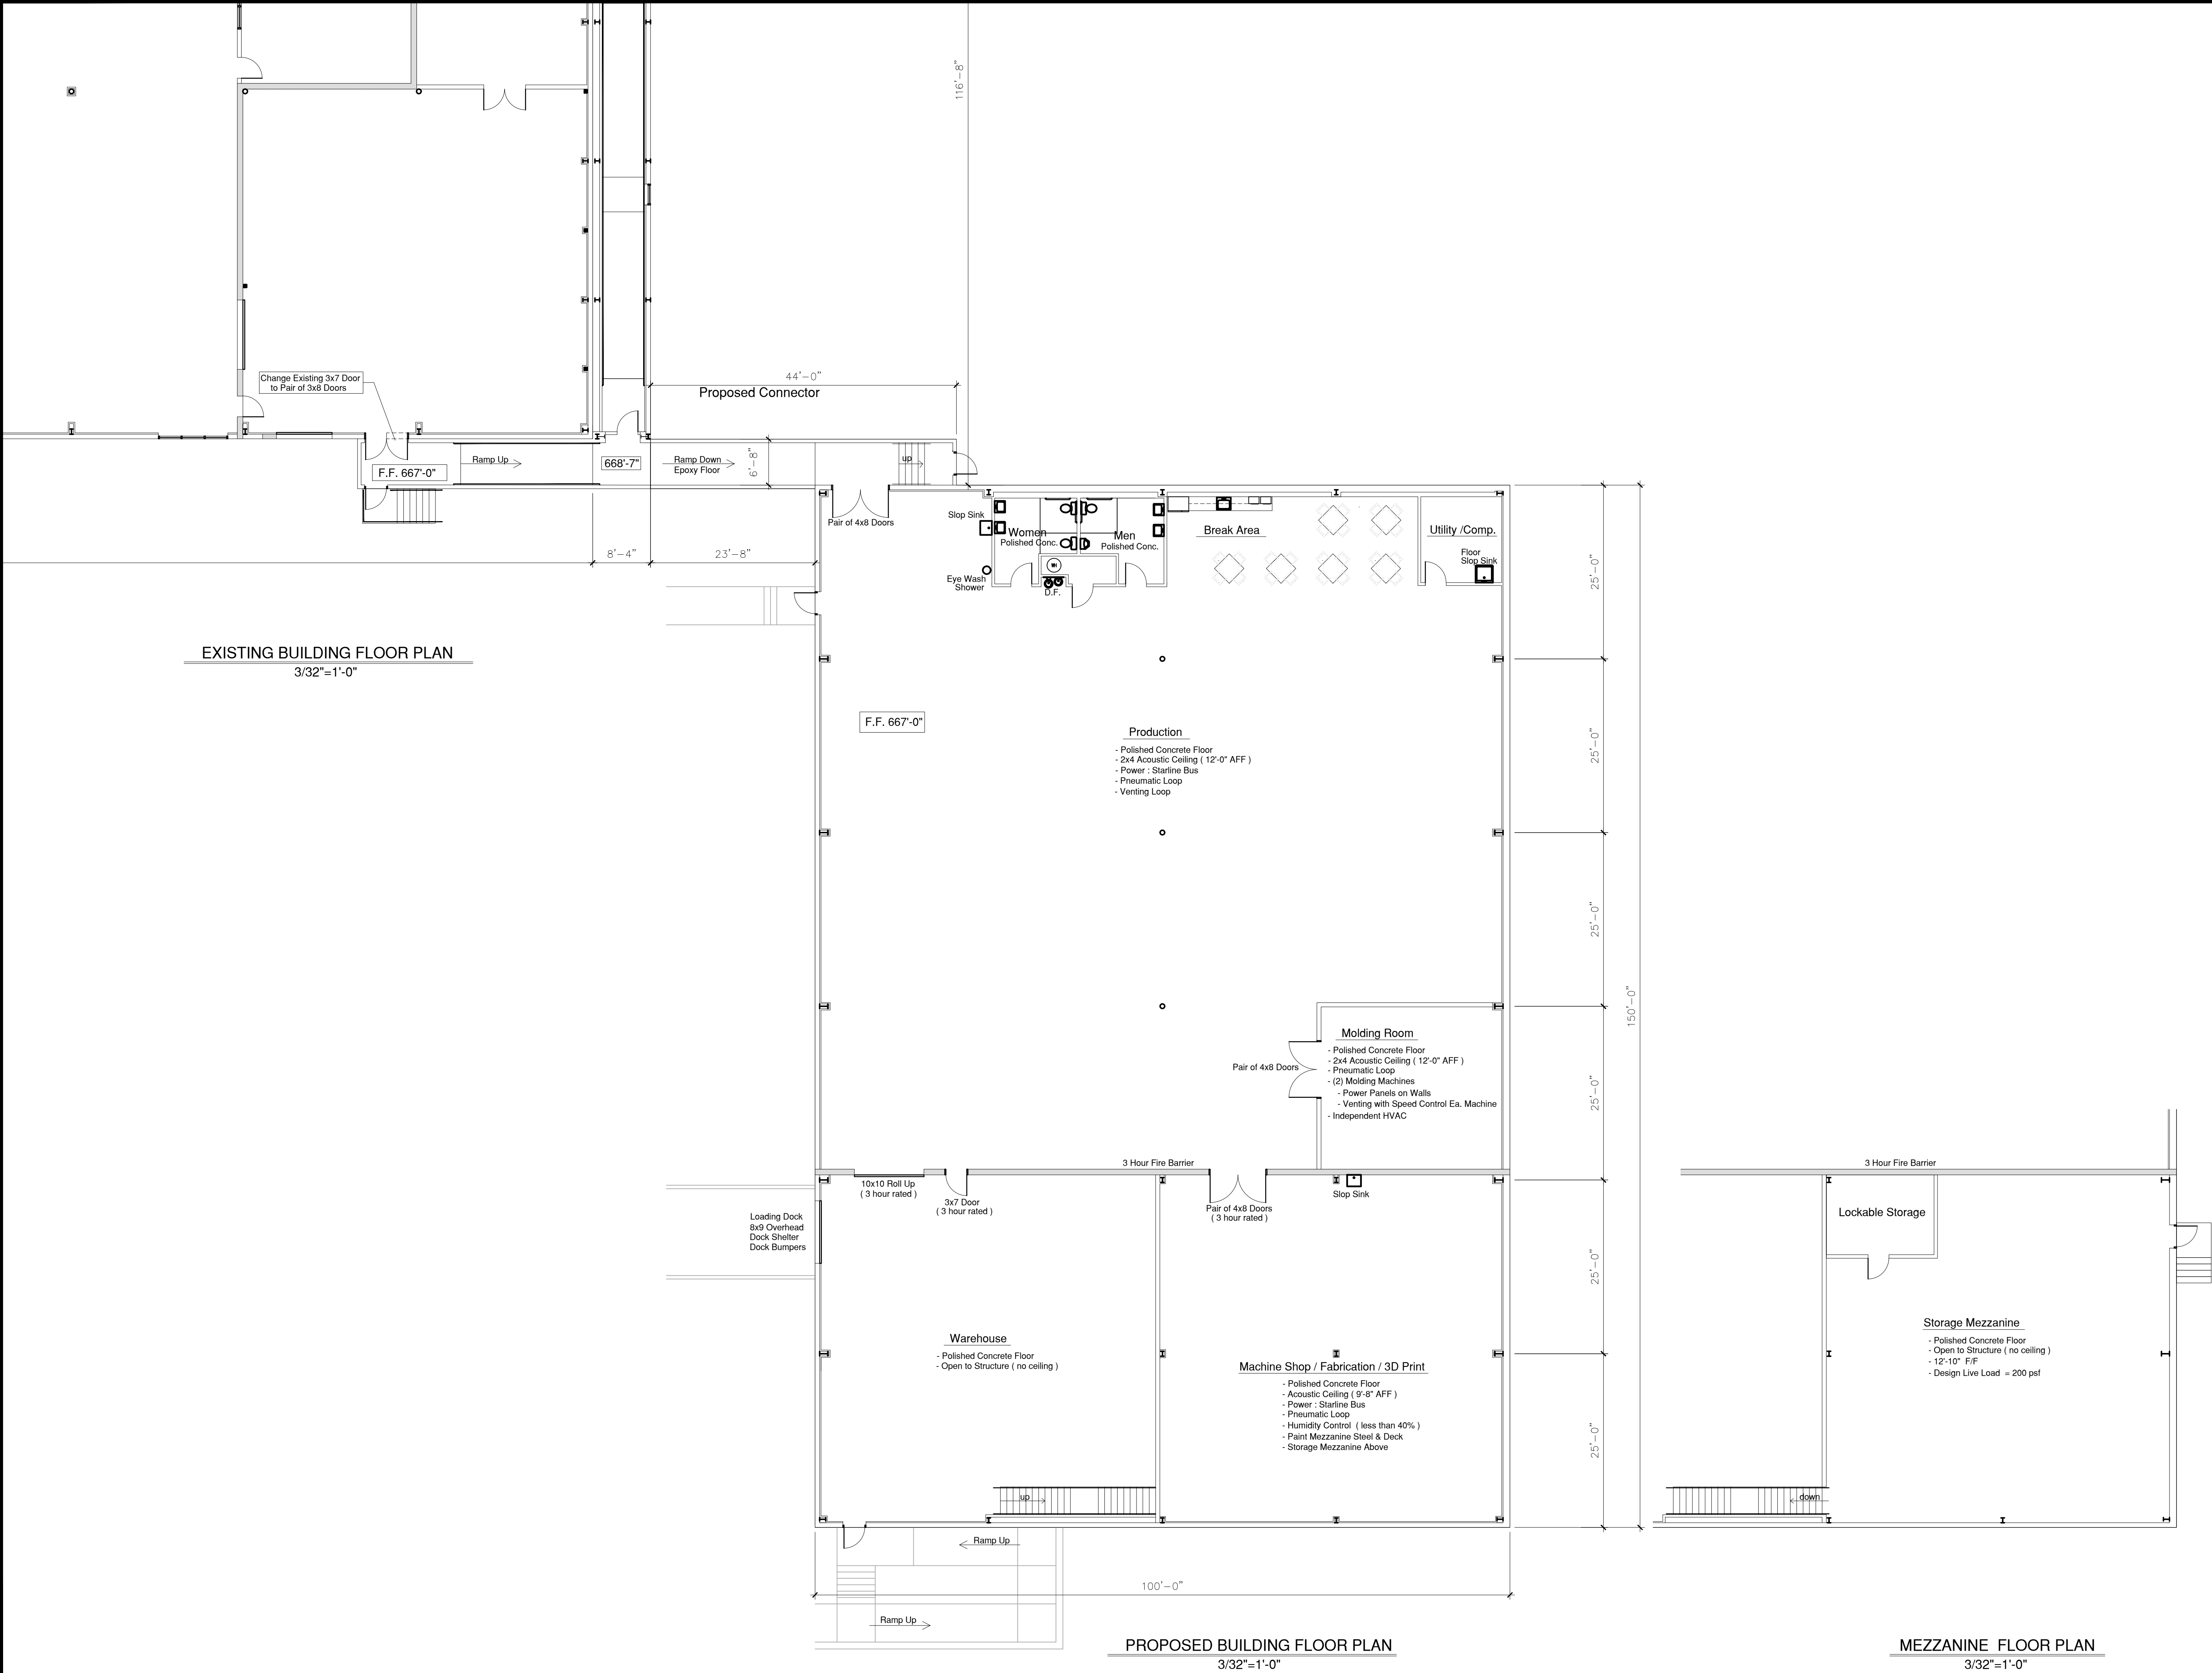 116'-8"
Change Existing 3x7 Door
to Pair of 3x8 Doors
44'-0"
Proposed Connector
F.F. 667'-0"
Ramp Up
668'-7"
Ramp Down
Epoxy Floor
6'-8"
up
8'-4"
23'-8"
EXISTING BUILDING FLOOR PLAN
3/32"=1'-0"
Pair of 4x8 Doors
Slop Sink
Women
Polished Conc.
Men
Polished Conc.
Break Area
Utility /Comp.
Floor
Slop Sink
Eye Wash
Shower
WH
D.F.
25'-0"
F.F. 667'-0"
Production
- Polished Concrete Floor
- 2x4 Acoustic Ceiling ( 12'-0" AFF )
- Power : Starline Bus
- Pneumatic Loop
- Venting Loop
25'-0"
25'-0"
150'-0"
Molding Room
- Polished Concrete Floor
- 2x4 Acoustic Ceiling ( 12'-0" AFF )
- Pneumatic Loop
- (2) Molding Machines
- Power Panels on Walls
- Venting with Speed Control Ea. Machine
- Independent HVAC
Pair of 4x8 Doors
25'-0"
3 Hour Fire Barrier
10x10 Roll Up
( 3 hour rated )
3x7 Door
( 3 hour rated )
Pair of 4x8 Doors
( 3 hour rated )
Slop Sink
Loading Dock
8x9 Overhead
Dock Shelter
Dock Bumpers
25'-0"
Warehouse
- Polished Concrete Floor
- Open to Structure ( no ceiling )
Machine Shop / Fabrication / 3D Print
- Polished Concrete Floor
- Acoustic Ceiling ( 9'-8" AFF )
- Power : Starline Bus
- Pneumatic Loop
- Humidity Control ( less than 40% )
- Paint Mezzanine Steel & Deck
- Storage Mezzanine Above
25'-0"
up
Ramp Up
100'-0"
Ramp Up
PROPOSED BUILDING FLOOR PLAN
3/32"=1'-0"
3 Hour Fire Barrier
Lockable Storage
Storage Mezzanine
- Polished Concrete Floor
- Open to Structure ( no ceiling )
- 12'-10" F/F
- Design Live Load = 200 psf
down
MEZZANINE FLOOR PLAN
3/32"=1'-0"